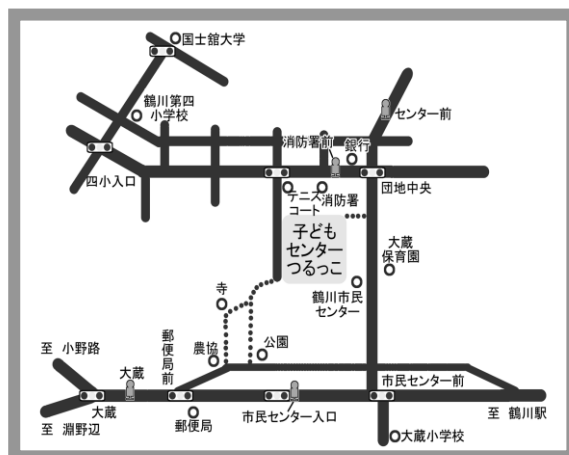 国士舘大学
鶴川第四
小学校
センター前
消防署前
銀行
四小入口
団地中央
テニス
コート
消防署
子ども
センター
つるっこ
大蔵
保育園
鶴川市民
センター
寺
郵便局前
農協
公園
至 小野路
大蔵
市民センター前
大蔵
市民センター入口
至 鶴川駅
至 淵野辺
郵便局
大蔵小学校